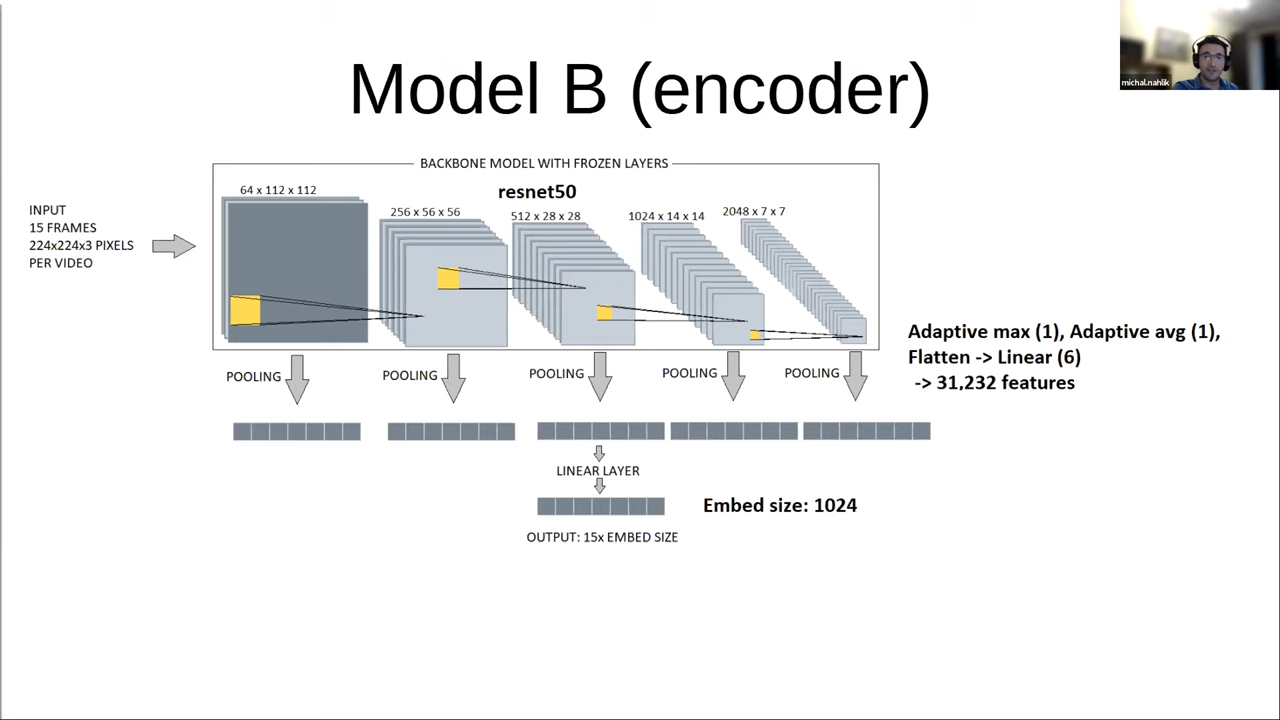 Model B (encoder)
michal.nahlik
BACKBONE MODEL WITH FROZEN LAYERS
resnet50
64 x 112 x 112
256 x 56 x 56
512 x 28 x 28
1024 x 14 x 14
2048 x 7 x 7
INPUT
15 FRAMES
224x224x3 PIXELS
PER VIDEO
Adaptive max (1), Adaptive avg (1),
Flatten -> Linear (6)
-> 31,232 features
POOLING
POOLING
POOLING
POOLING
POOLING
LINEAR LAYER
Embed size: 1024
OUTPUT: 15x EMBED SIZE